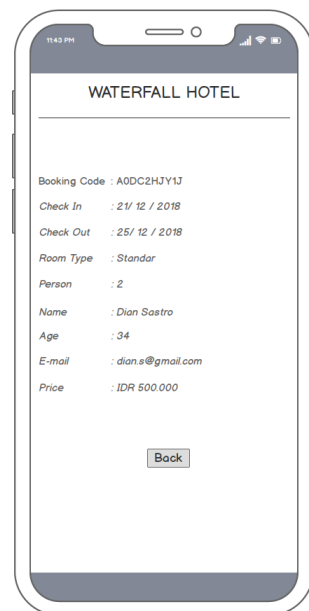 11:43 PM
WATERFALL HOTEL
Booking Code : A0DC2HJY1J
Check In : 21/ 12 / 2018
Check Out : 25/ 12 / 2018
Room Type : Standar
Person : 2
Name : Dian Sastro
Age : 34
E-mail : dian.s@gmail.com
Price : IDR 500.000
Back